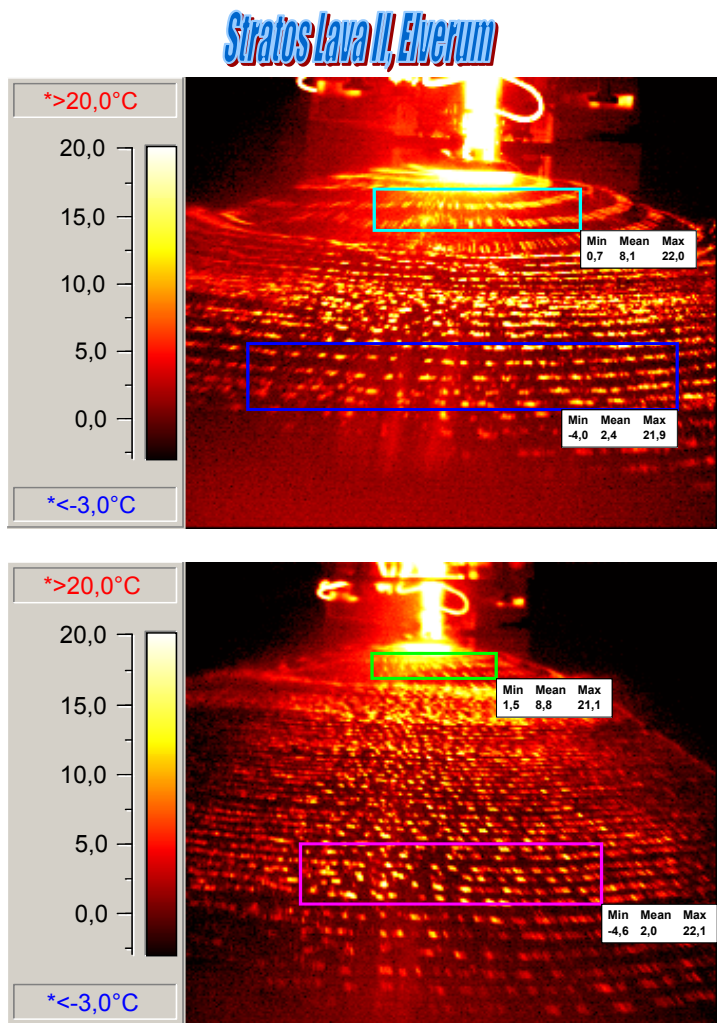 Stratos Lava II, Elverum
*>20,0°C
20,0
15,0
10,0
5,0
0,0
*<-3,0°C
Min Mean Max
0,7 8,1 22,0
Min Mean Max
-4,0 2,4 21,9
*>20,0°C
20,0
15,0
10,0
5,0
0,0
*<-3,0°C
Min Mean Max
1,5 8,8 21,1
Min Mean Max
-4,6 2,0 22,1